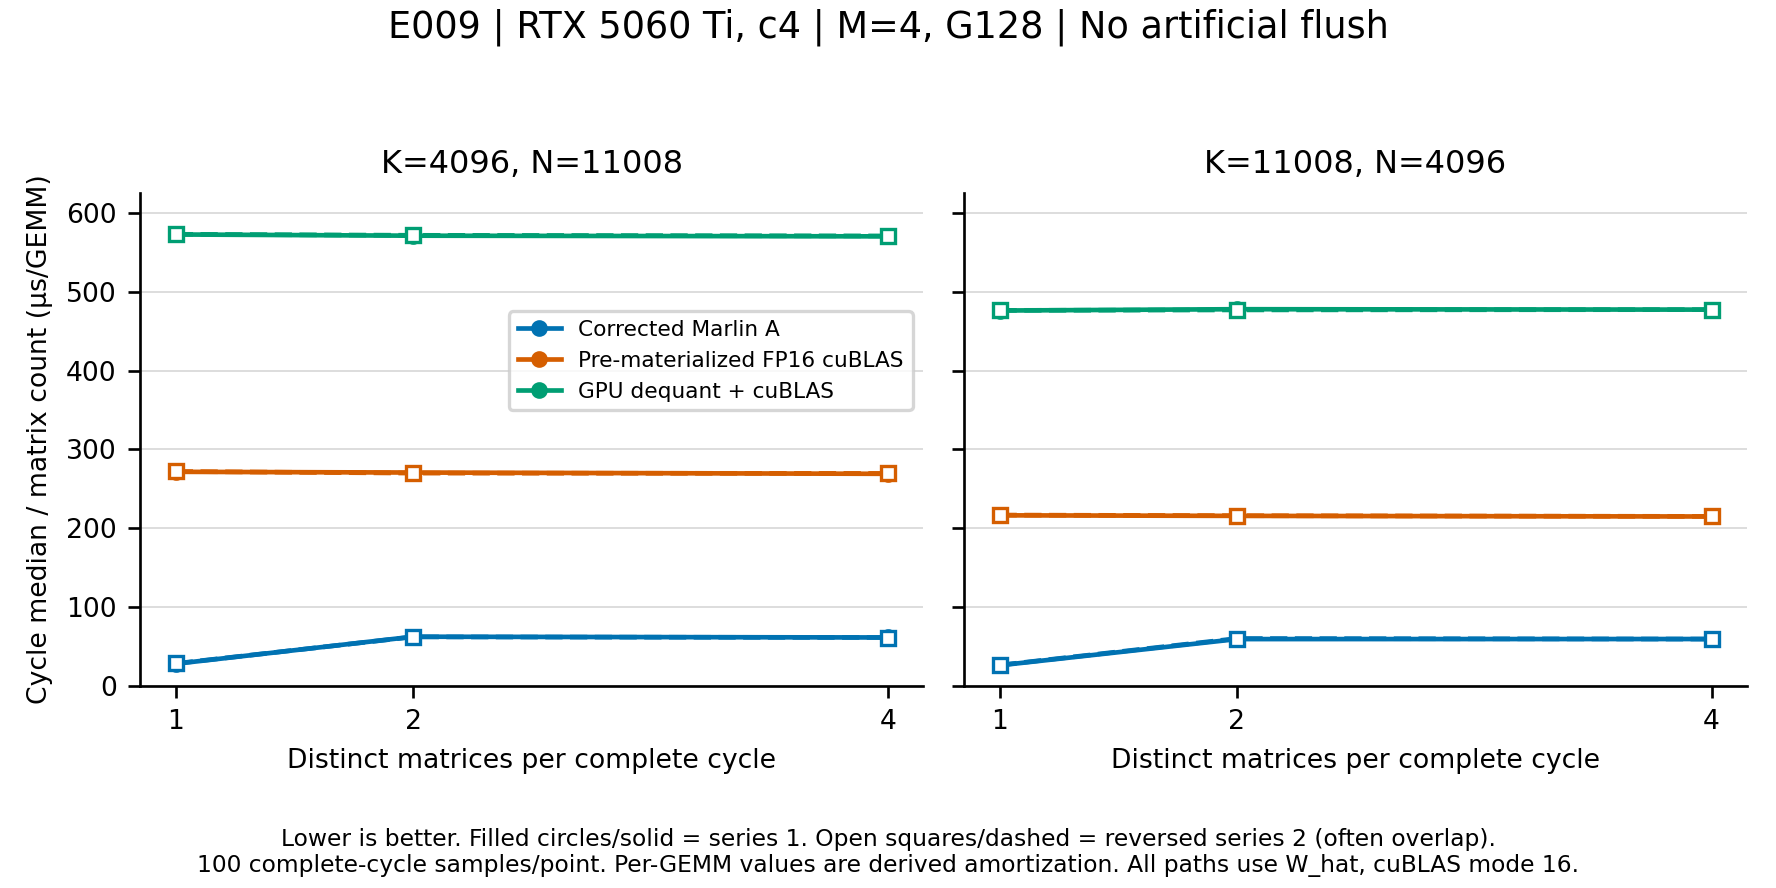 E009 | RTX 5060 Ti, c4 | M=4, G128 | No artificial flush
K=4096, N=11008
K=11008, N=4096
Cycle median / matrix count (µs/GEMM)
600
500
400
300
200
100
0
Corrected Marlin A
Pre-materialized FP16 cuBLAS
GPU dequant + cuBLAS
1 2 4
1 2 4
Distinct matrices per complete cycle
Distinct matrices per complete cycle
Lower is better. Filled circles/solid = series 1. Open squares/dashed = reversed series 2 (often overlap).
100 complete-cycle samples/point. Per-GEMM values are derived amortization. All paths use W_hat, cuBLAS mode 16.